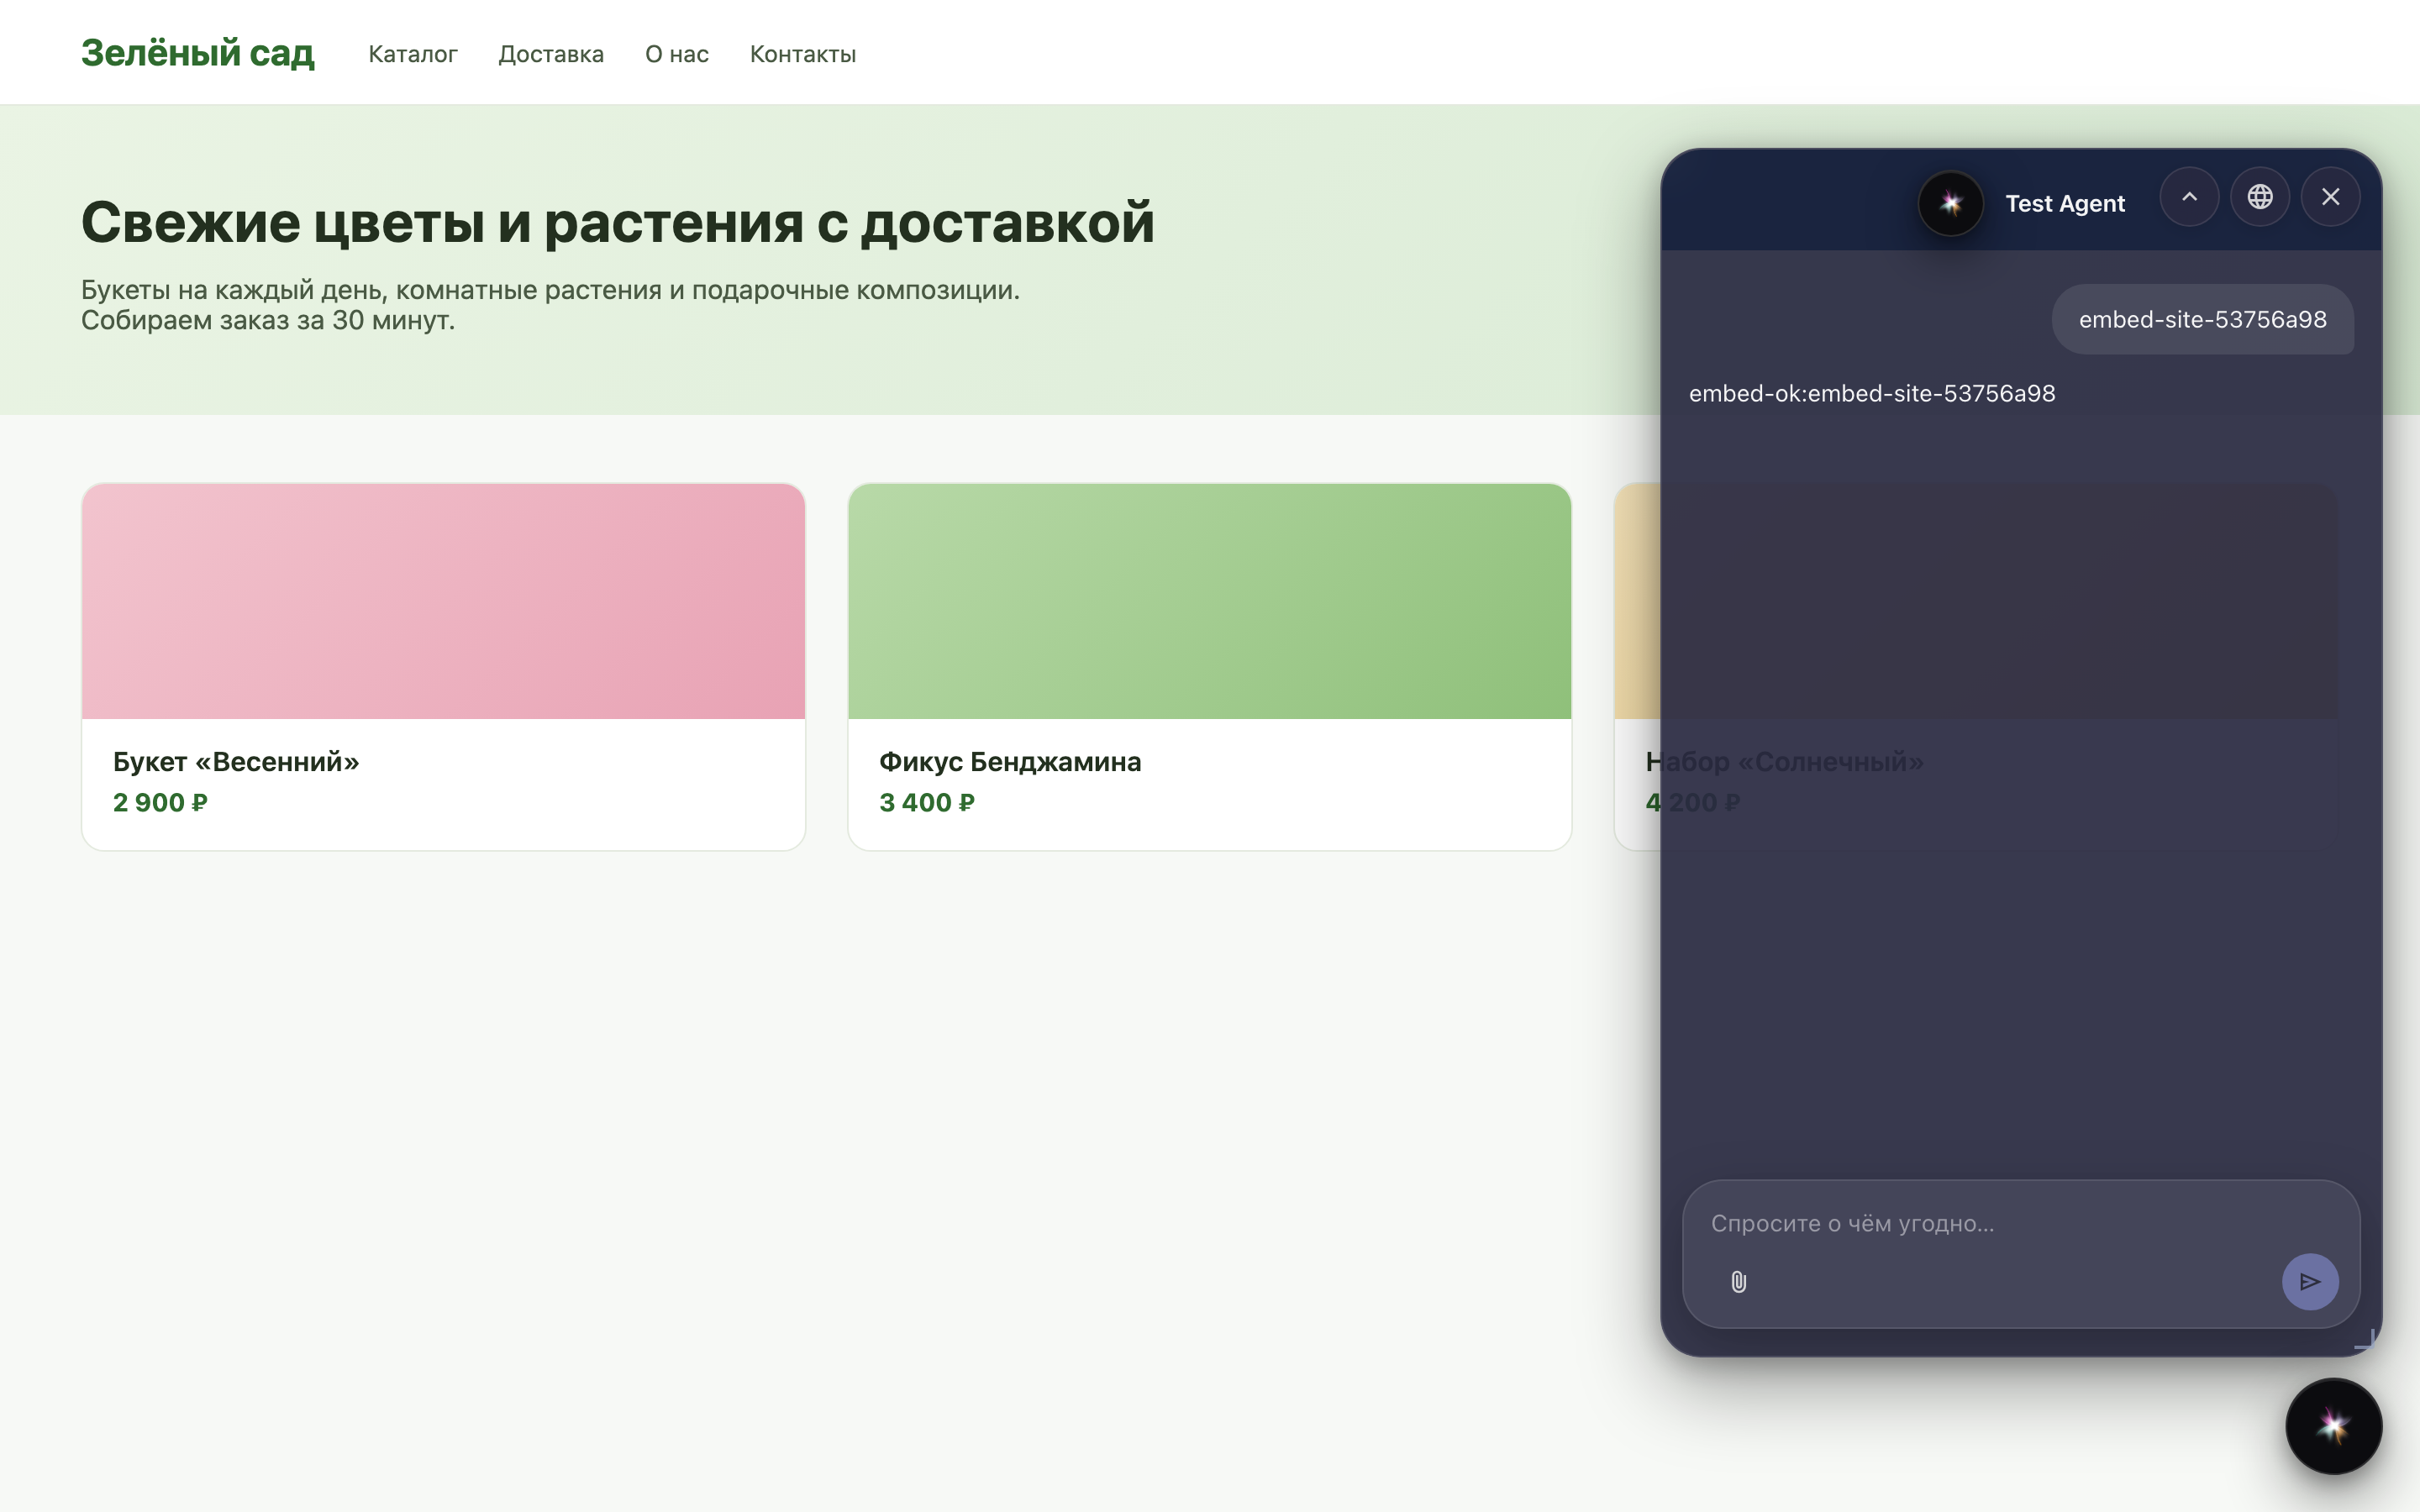 Зелёный сад
Каталог
Доставка
О нас
Контакты
Свежие цветы и растения с доставкой
Букеты на каждый день, комнатные растения и подарочные композиции.
Собираем заказ за 30 минут.
Букет «Весенний»
2 900 ₽
Фикус Бенджамина
3 400 ₽
Набор «Солнечный»
4 200 ₽
Test Agent
embed-site-53756a98
embed-ok:embed-site-53756a98
Спросите о чём угодно...